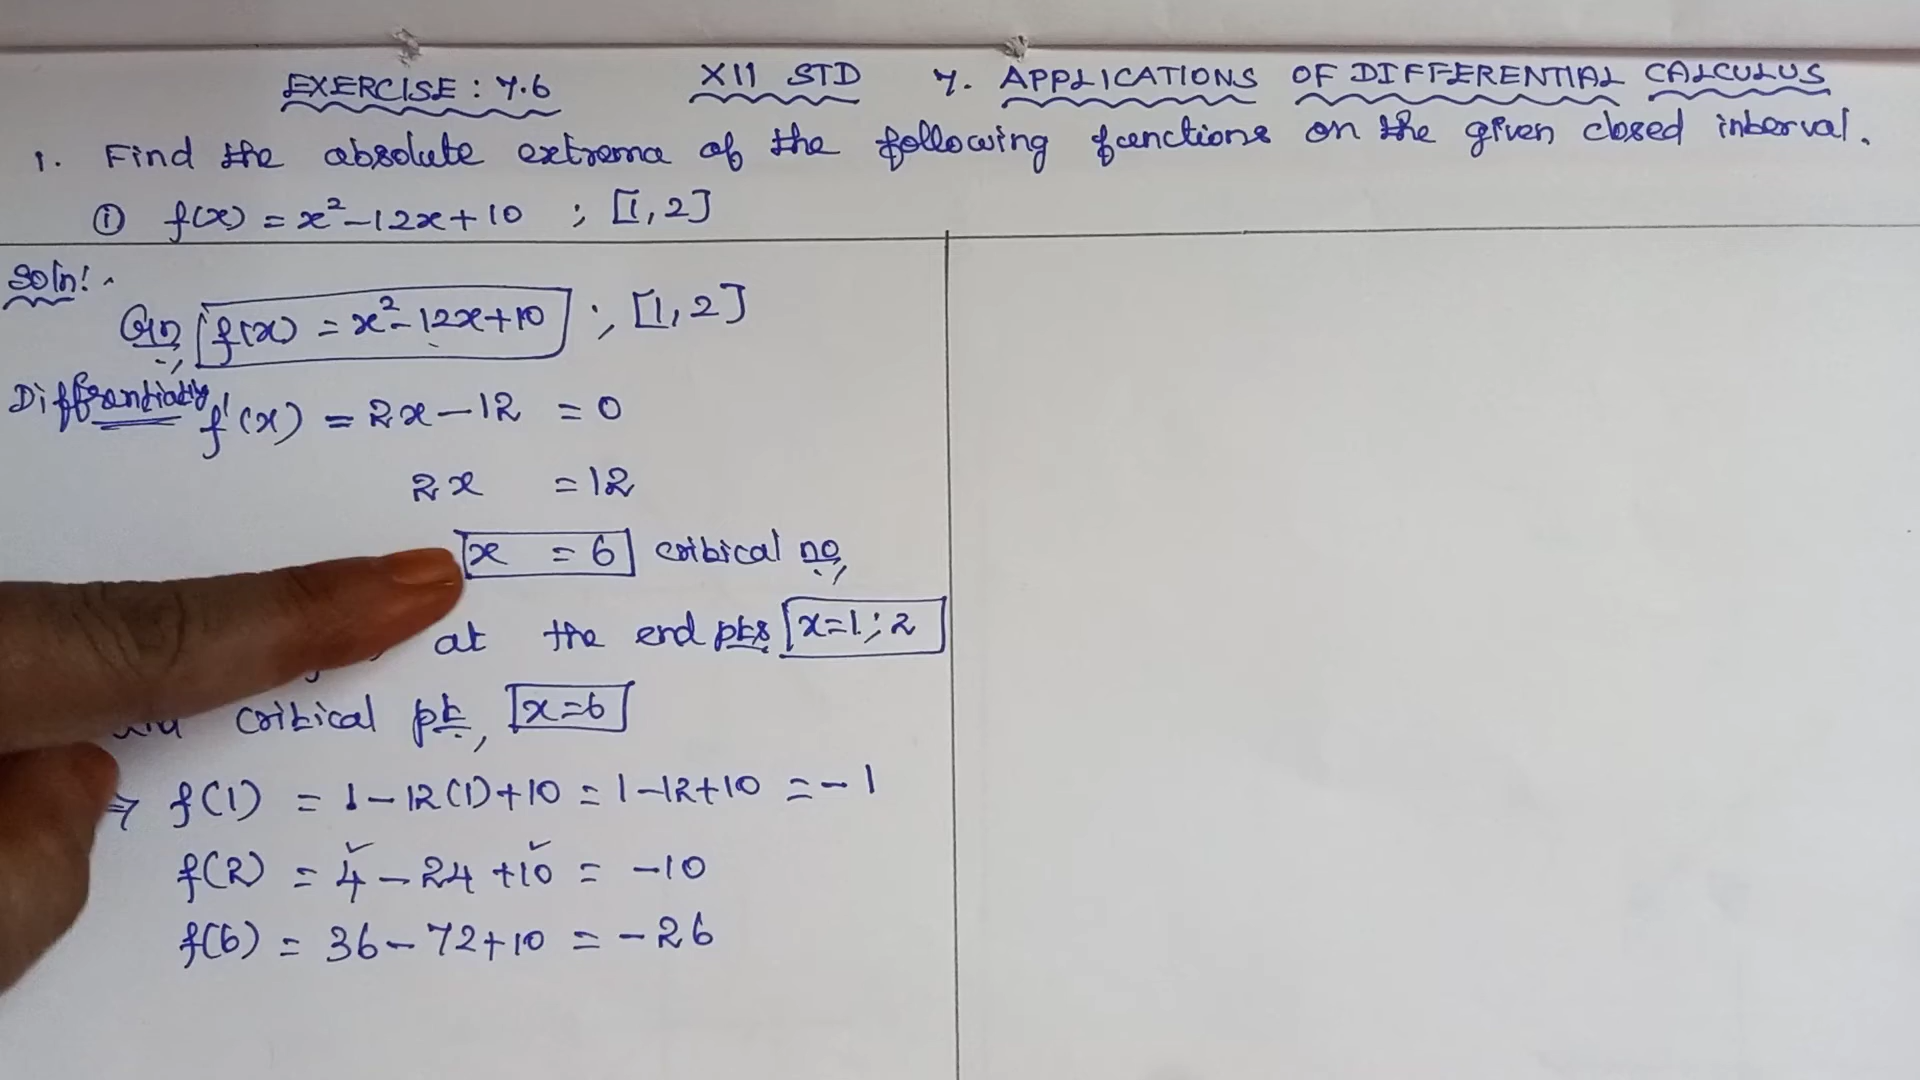 EXERCISE : 7.6 XII STD 7. APPLICATIONS OF DIFFERENTIAL CALCULUS
1. Find the absolute extrema of the following functions on the given closed interval.
① f(x) = x²-12x+10 ; [1,2]
Soln:-
Gn, f(x) = x²-12x+10 ; [1,2]
Differentiating f'(x) = 2x-12 = 0
2x = 12
x = 6 critical no,
at the end pts x=1;2
critical pt, x=6
⇒ f(1) = 1-12(1)+10 = 1-12+10 = -1
f(2) = 4-24+10 = -10
f(6) = 36-72+10 = -26